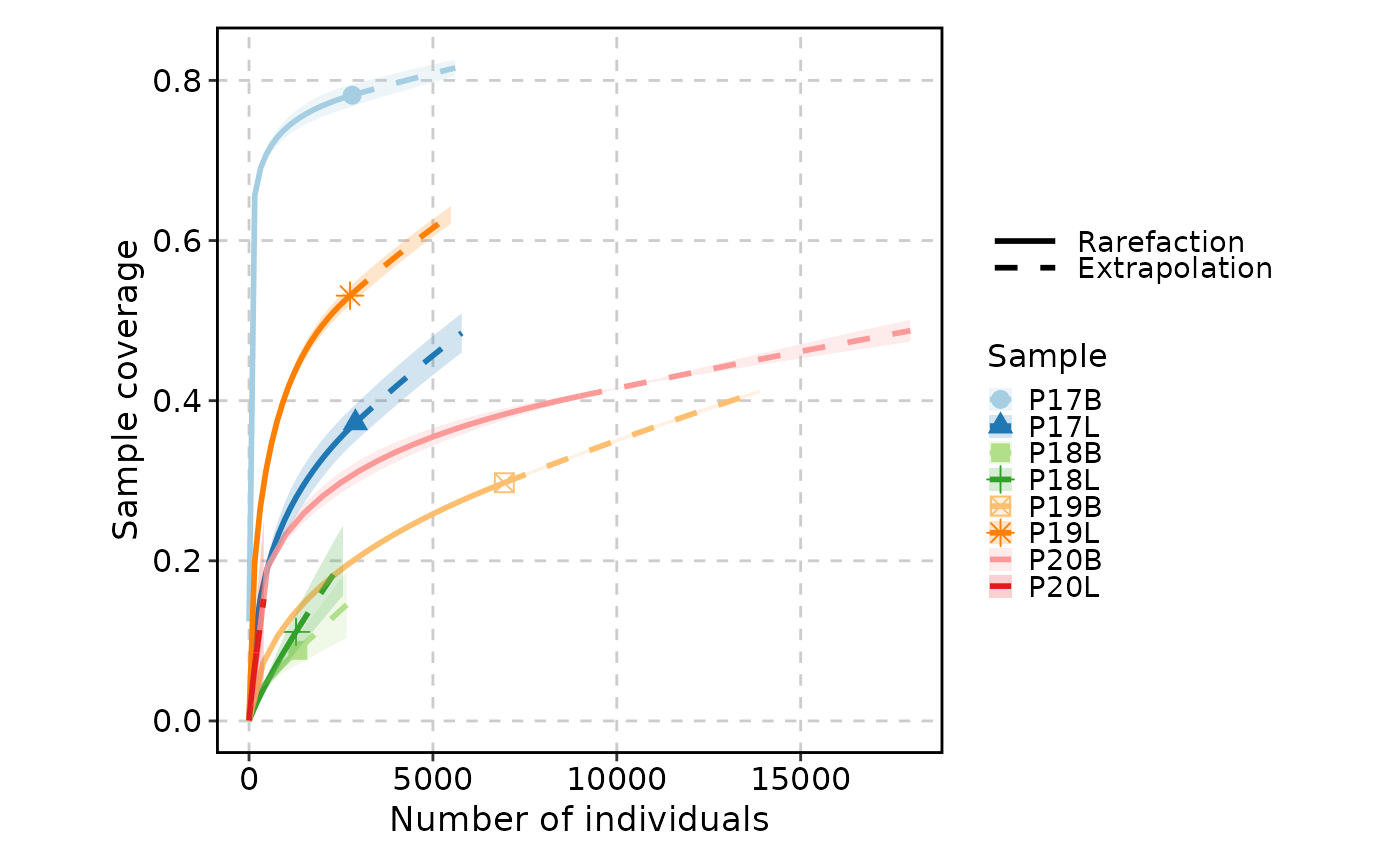 Sample coverage
0.8
0.6
0.4
0.2
0.0
0
5000
10000
15000
Number of individuals
Rarefaction
Extrapolation
Sample
P17B
P17L
P18B
P18L
P19B
P19L
P20B
P20L